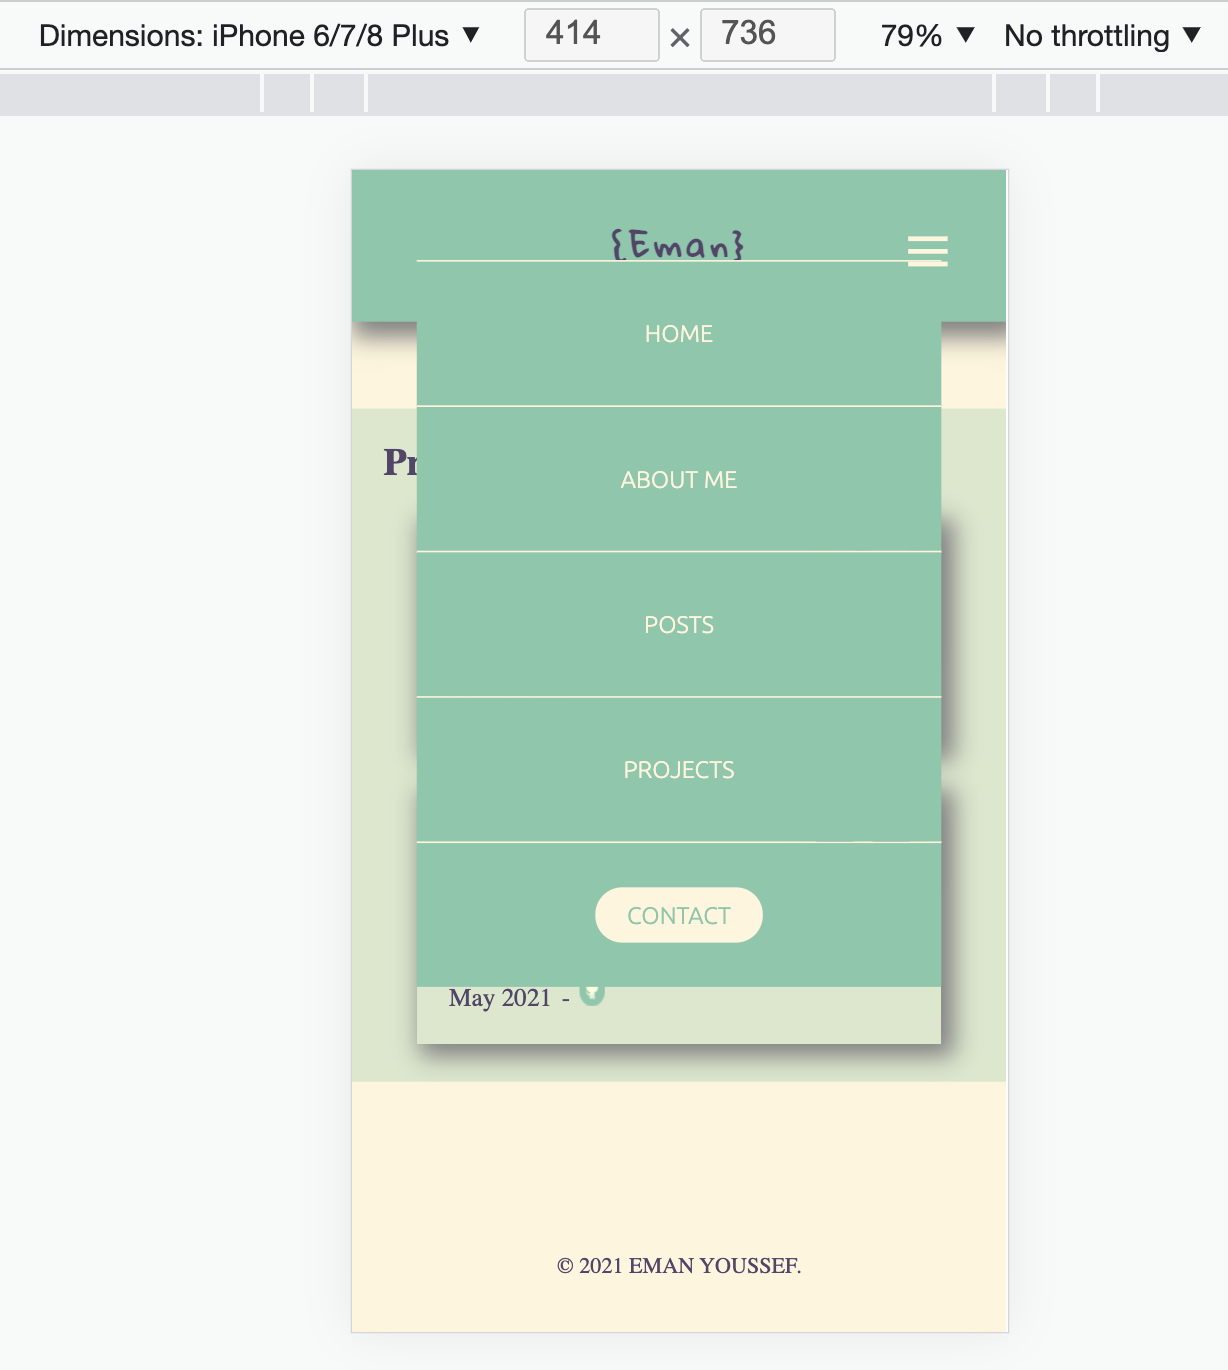 Dimensions: iPhone 6/7/8 Plus ▼ 414 × 736 79% ▼ No throttling ▼
{Eman}
HOME
ABOUT ME
POSTS
PROJECTS
CONTACT
May 2021 -
© 2021 EMAN YOUSSEF.